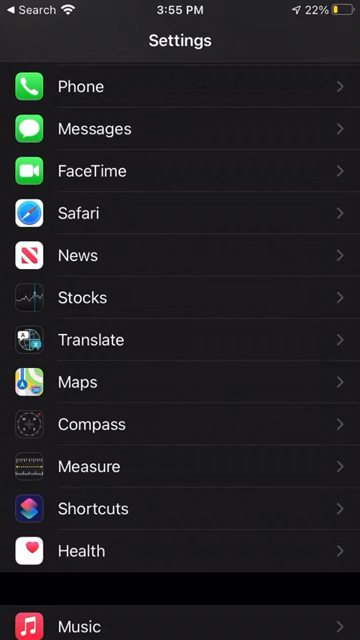 Search
3:55 PM
22%
Settings
Phone
Messages
FaceTime
Safari
News
Stocks
Translate
Maps
Compass
Measure
Shortcuts
Health
Music